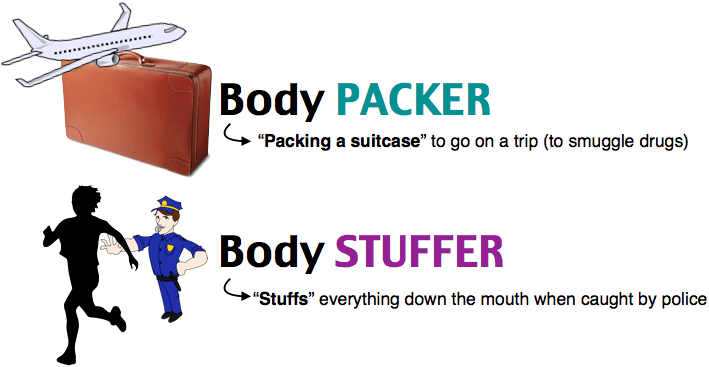 Body PACKER
“Packing a suitcase” to go on a trip (to smuggle drugs)
Body STUFFER
“Stuffs” everything down the mouth when caught by police